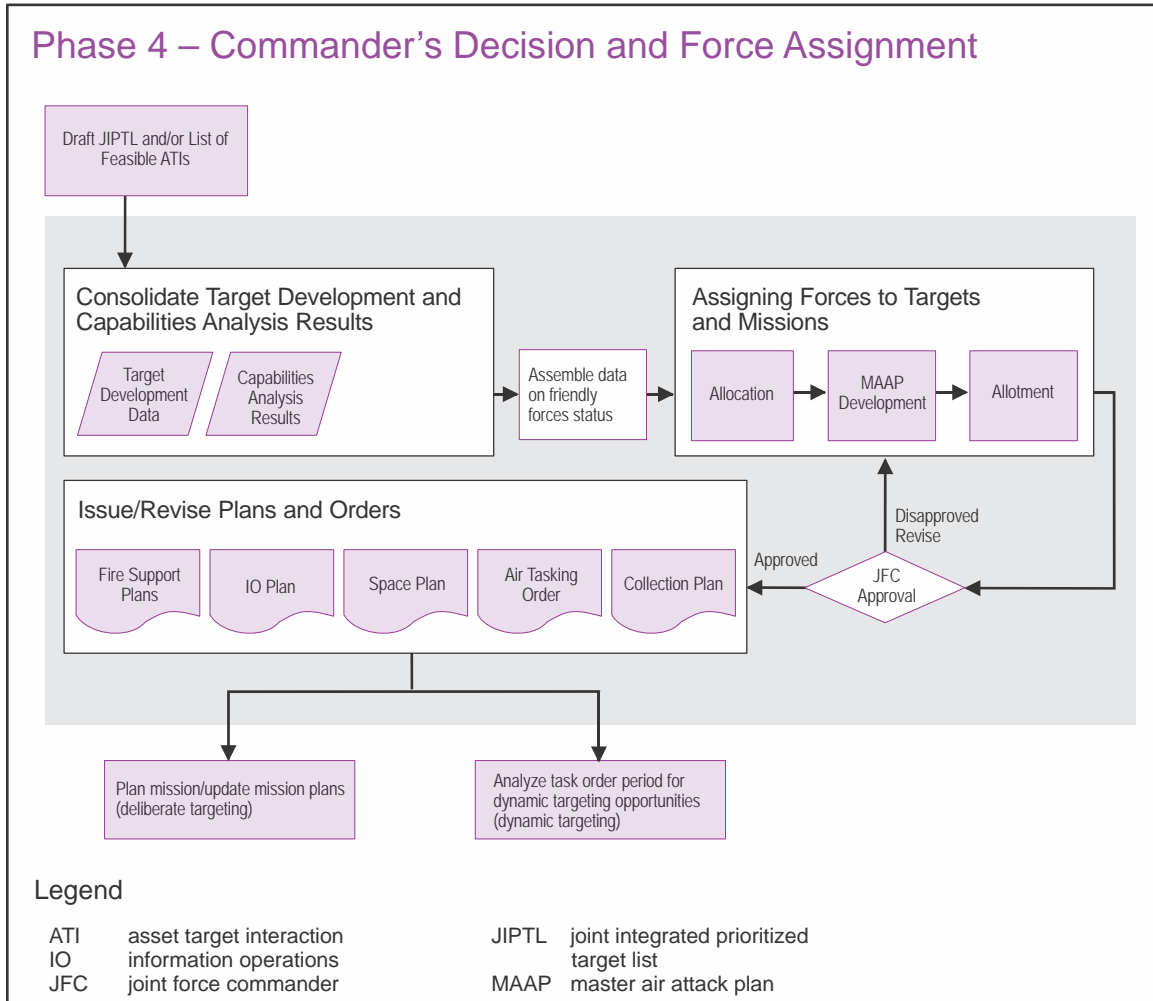 Phase 4 – Commander's Decision and Force Assignment
Draft JIPTL and/or List of
Feasible ATIs
Consolidate Target Development and
Capabilities Analysis Results
Target
Development
Data
Capabilities
Analysis
Results
Assemble data
on friendly
forces status
Assigning Forces to Targets
and Missions
Allocation
MAAP
Development
Allotment
Issue/Revise Plans and Orders
Fire Support
Plans
IO Plan
Space Plan
Air Tasking
Order
Collection Plan
Approved
Disapproved
Revise
JFC
Approval
Plan mission/update mission plans
(deliberate targeting)
Analyze task order period for
dynamic targeting opportunities
(dynamic targeting)
Legend
ATI asset target interaction
IO information operations
JFC joint force commander
JIPTL joint integrated prioritized
target list
MAAP master air attack plan